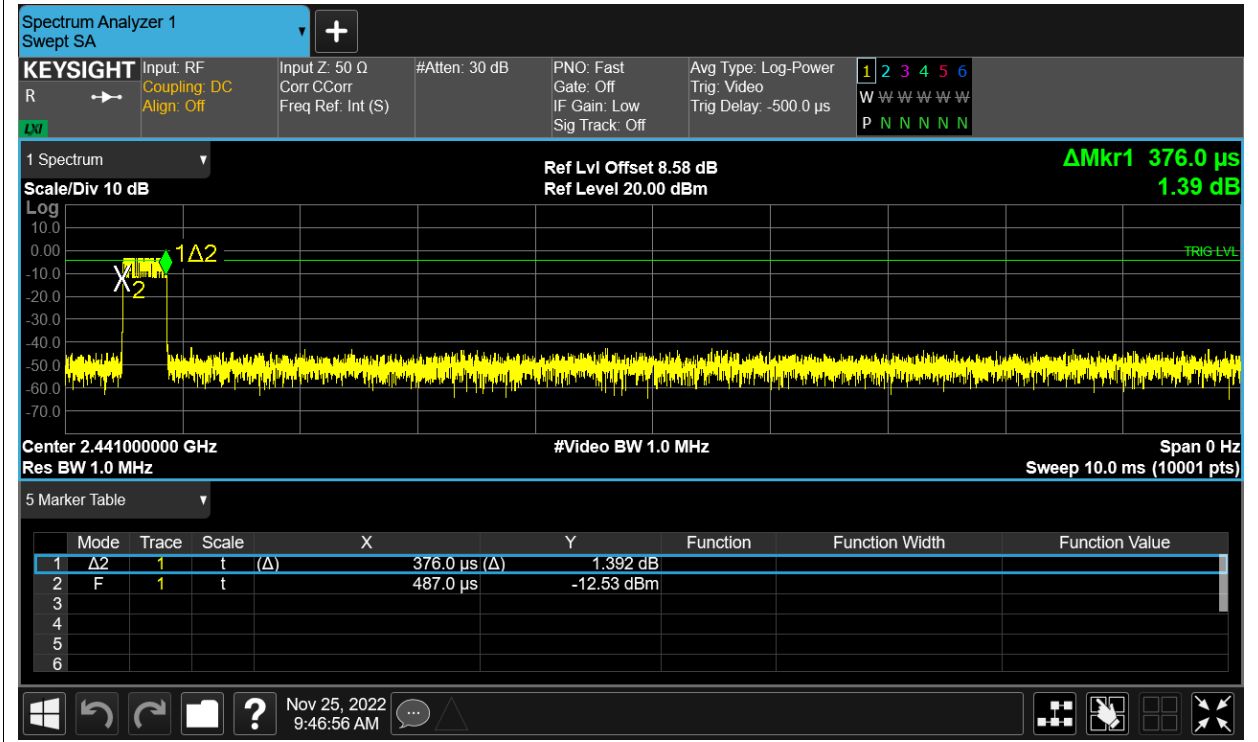 Spectrum Analyzer 1
Swept SA
+
KEYSIGHT Input: RF Input Z: 50 Ω #Atten: 30 dB PNO: Fast Avg Type: Log-Power 1 2 3 4 5 6
R Coupling: DC Corr CCorr Gate: Off Trig: Video W W W W W W
Align: Off Freq Ref: Int (S) IF Gain: Low Trig Delay: -500.0 µs P N N N N N
LXI Sig Track: Off
1 Spectrum ΔMkr1 376.0 µs
Ref Lvl Offset 8.58 dB
Scale/Div 10 dB Ref Level 20.00 dBm 1.39 dB
Log
10.0
0.00 1Δ2 TRIG LVL
-10.0
2
-20.0
-30.0
-40.0
-50.0
-60.0
-70.0
Center 2.441000000 GHz #Video BW 1.0 MHz Span 0 Hz
Res BW 1.0 MHz Sweep 10.0 ms (10001 pts)
5 Marker Table
Mode Trace Scale X Y Function Function Width Function Value
1 Δ2 1 t (Δ) 376.0 µs (Δ) 1.392 dB
2 F 1 t 487.0 µs -12.53 dBm
3
4
5
6
? Nov 25, 2022
9:46:56 AM